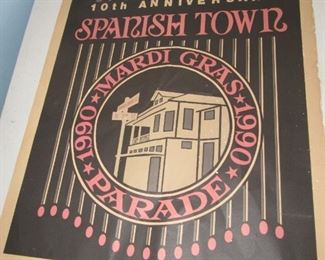 10th ANNIVERSARY
SPANISH TOWN
MARDI GRAS
1990 1990
PARADE